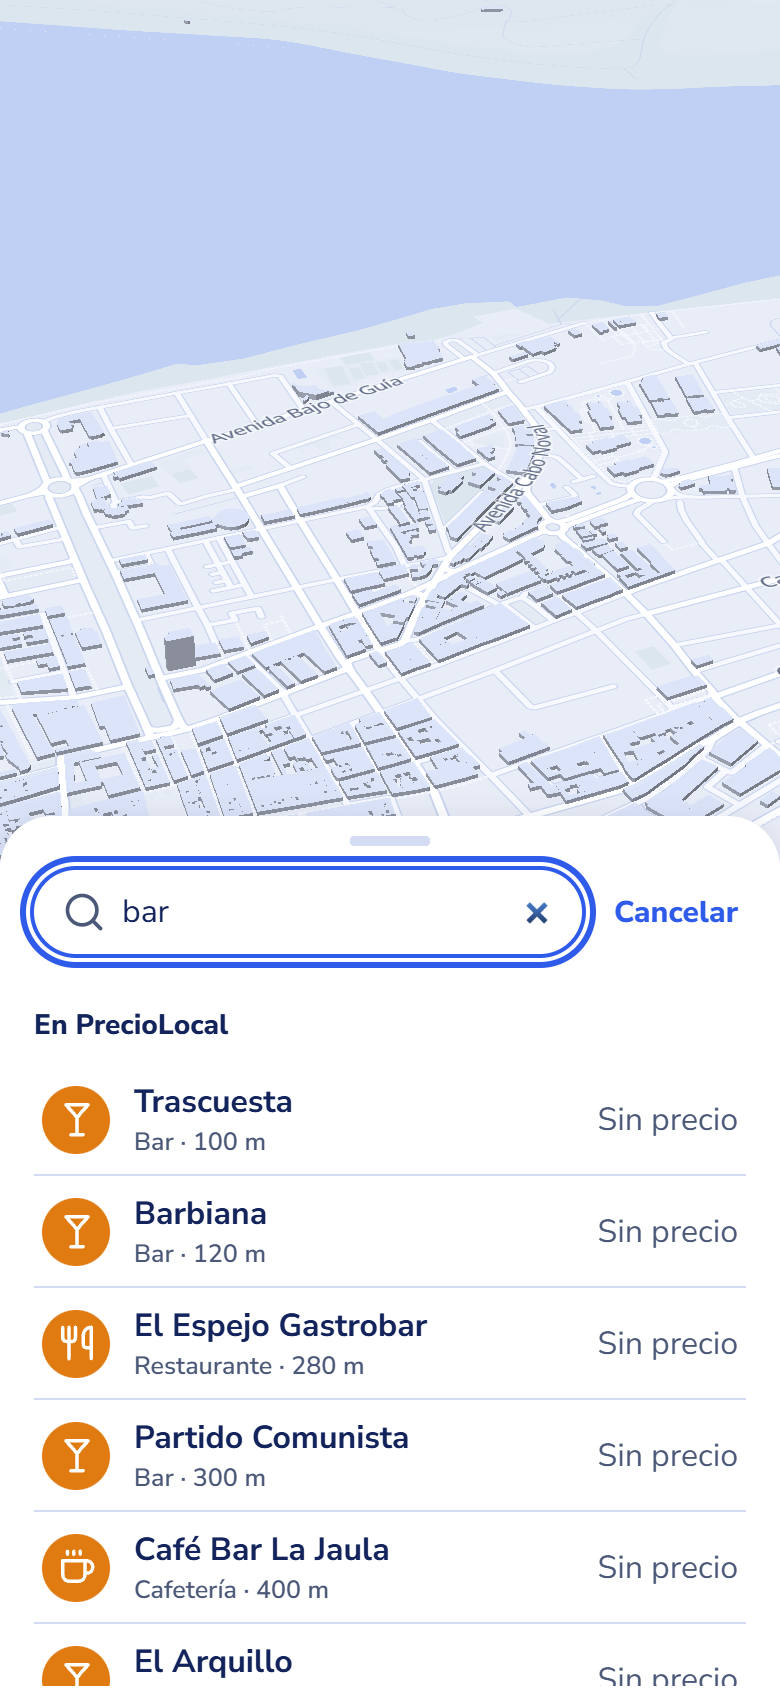 Avenida Bajo de Guía
Avenida Cabo Noval
bar
Cancelar
En PrecioLocal
Trascuesta
Bar · 100 m
Sin precio
Barbiana
Bar · 120 m
Sin precio
El Espejo Gastrobar
Restaurante · 280 m
Sin precio
Partido Comunista
Bar · 300 m
Sin precio
Café Bar La Jaula
Cafetería · 400 m
Sin precio
El Arquillo
Sin precio